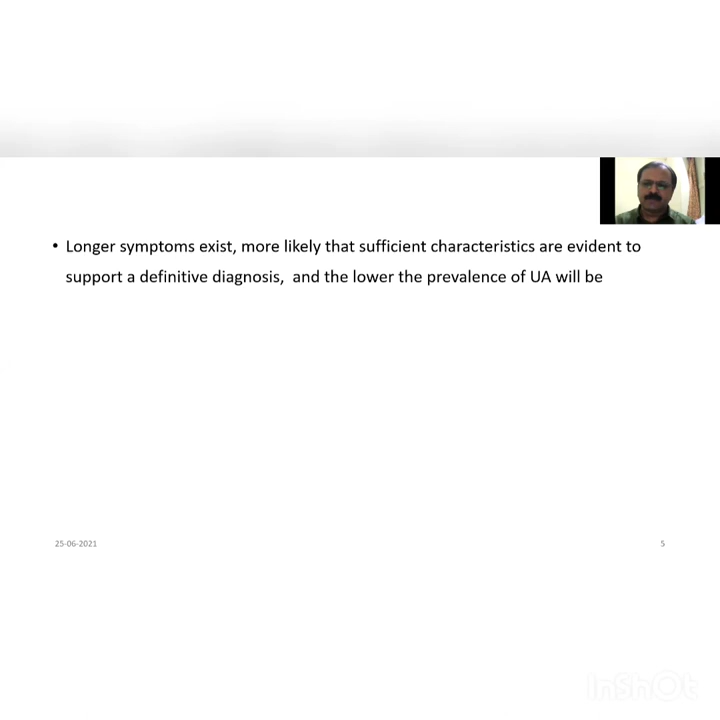 • Longer symptoms exist, more likely that sufficient characteristics are evident to
support a definitive diagnosis,  and the lower the prevalence of UA will be
25-06-2021
5
InShOt